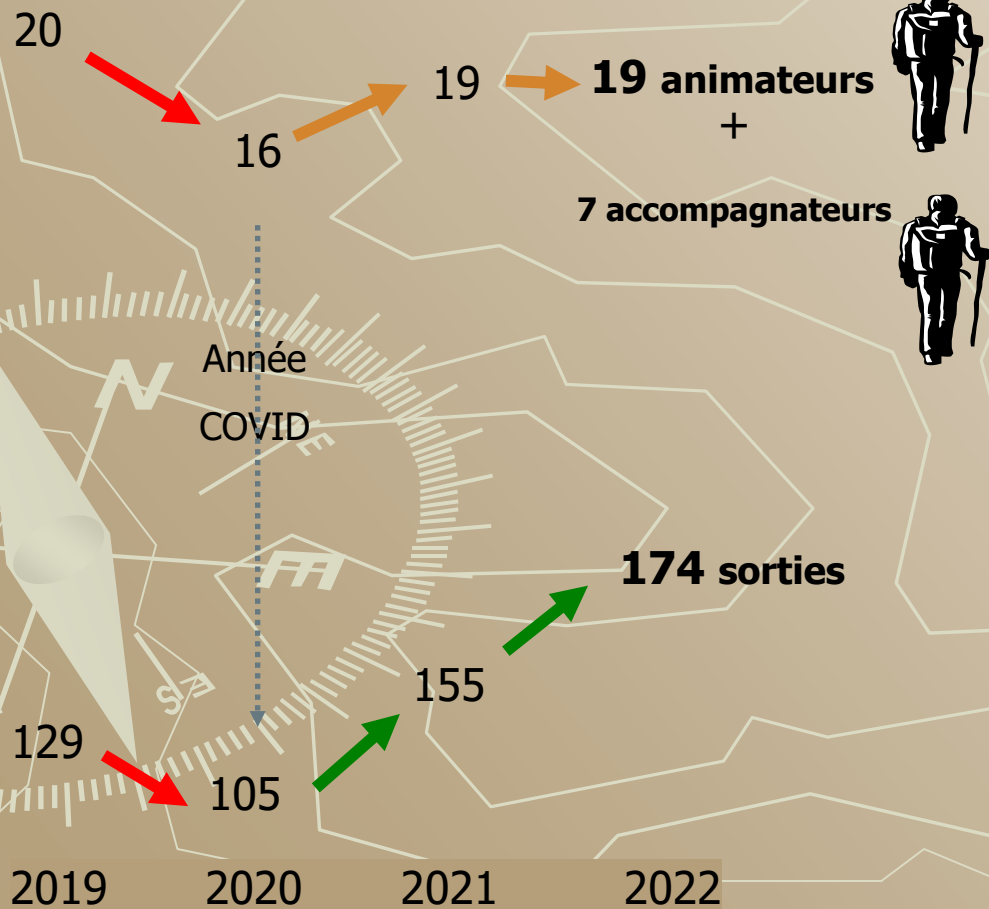 20
16
19
19 animateurs
+
7 accompagnateurs
Année
COVID
N
E
E
S
E
174 sorties
155
129
105
2019 2020 2021 2022